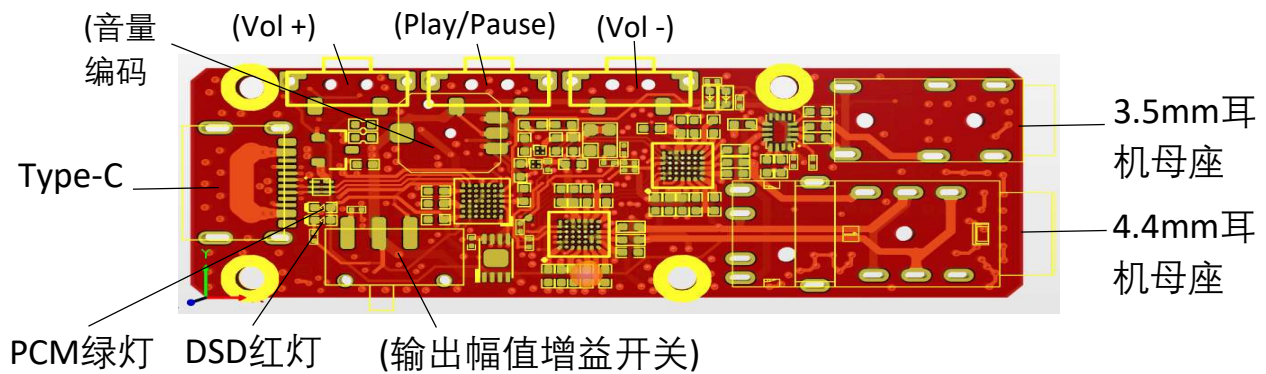 (音量
编码
(Vol +)
(Play/Pause)
(Vol -)
Type-C
3.5mm耳
机母座
4.4mm耳
机母座
PCM绿灯
DSD红灯
(输出幅值增益开关)